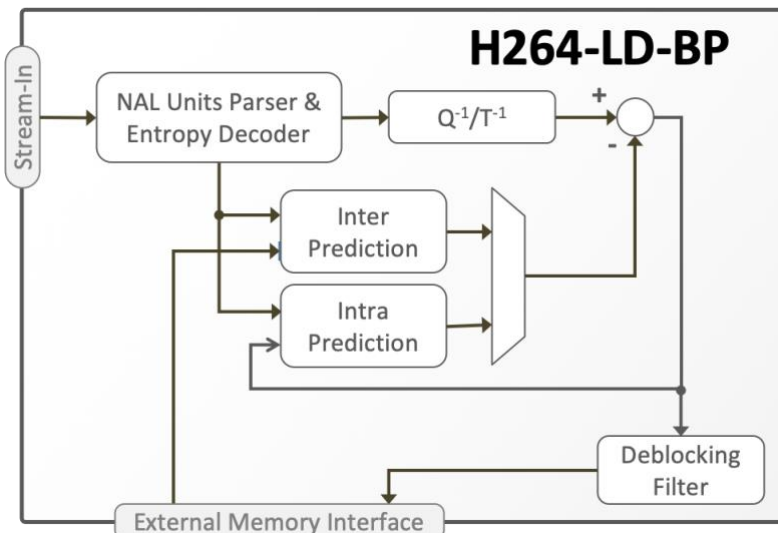 H264-LD-BP
Stream-In
NAL Units Parser &
Entropy Decoder
Q⁻¹/T⁻¹
+
-
Inter
Prediction
Intra
Prediction
Deblocking
Filter
External Memory Interface